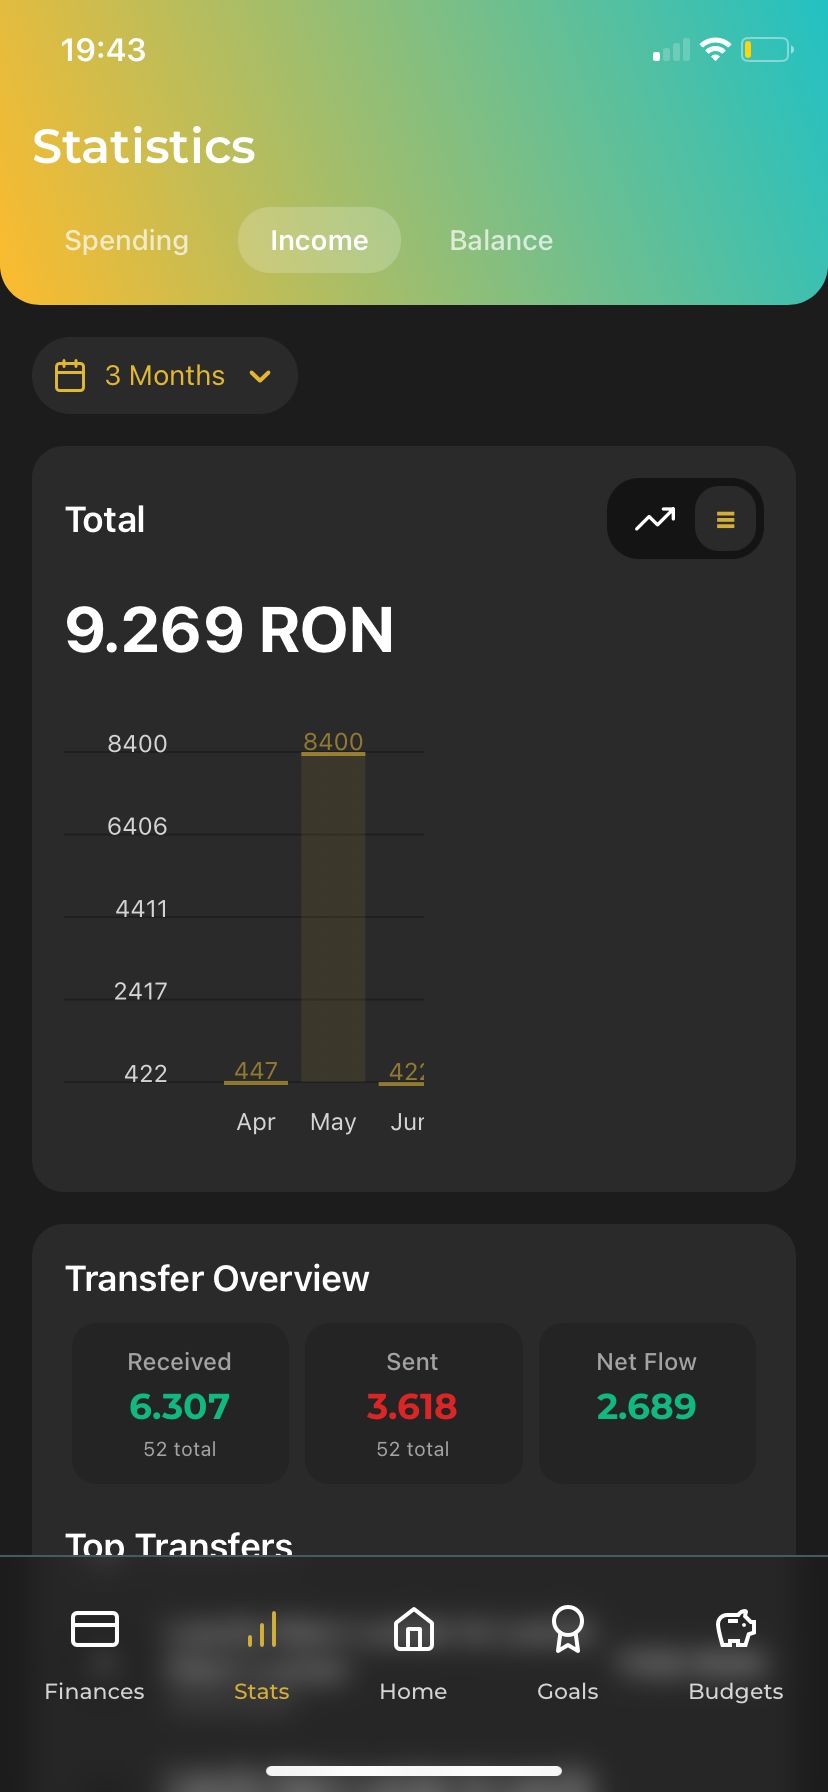 19:43
Statistics
Spending Income Balance
3 Months
Total
9.269 RON
8400 8400
6406
4411
2417
422 447 422
Apr May Jur
Transfer Overview
Received Sent Net Flow
6.307 3.618 2.689
52 total 52 total
Top Transfers
Finances Stats Home Goals Budgets